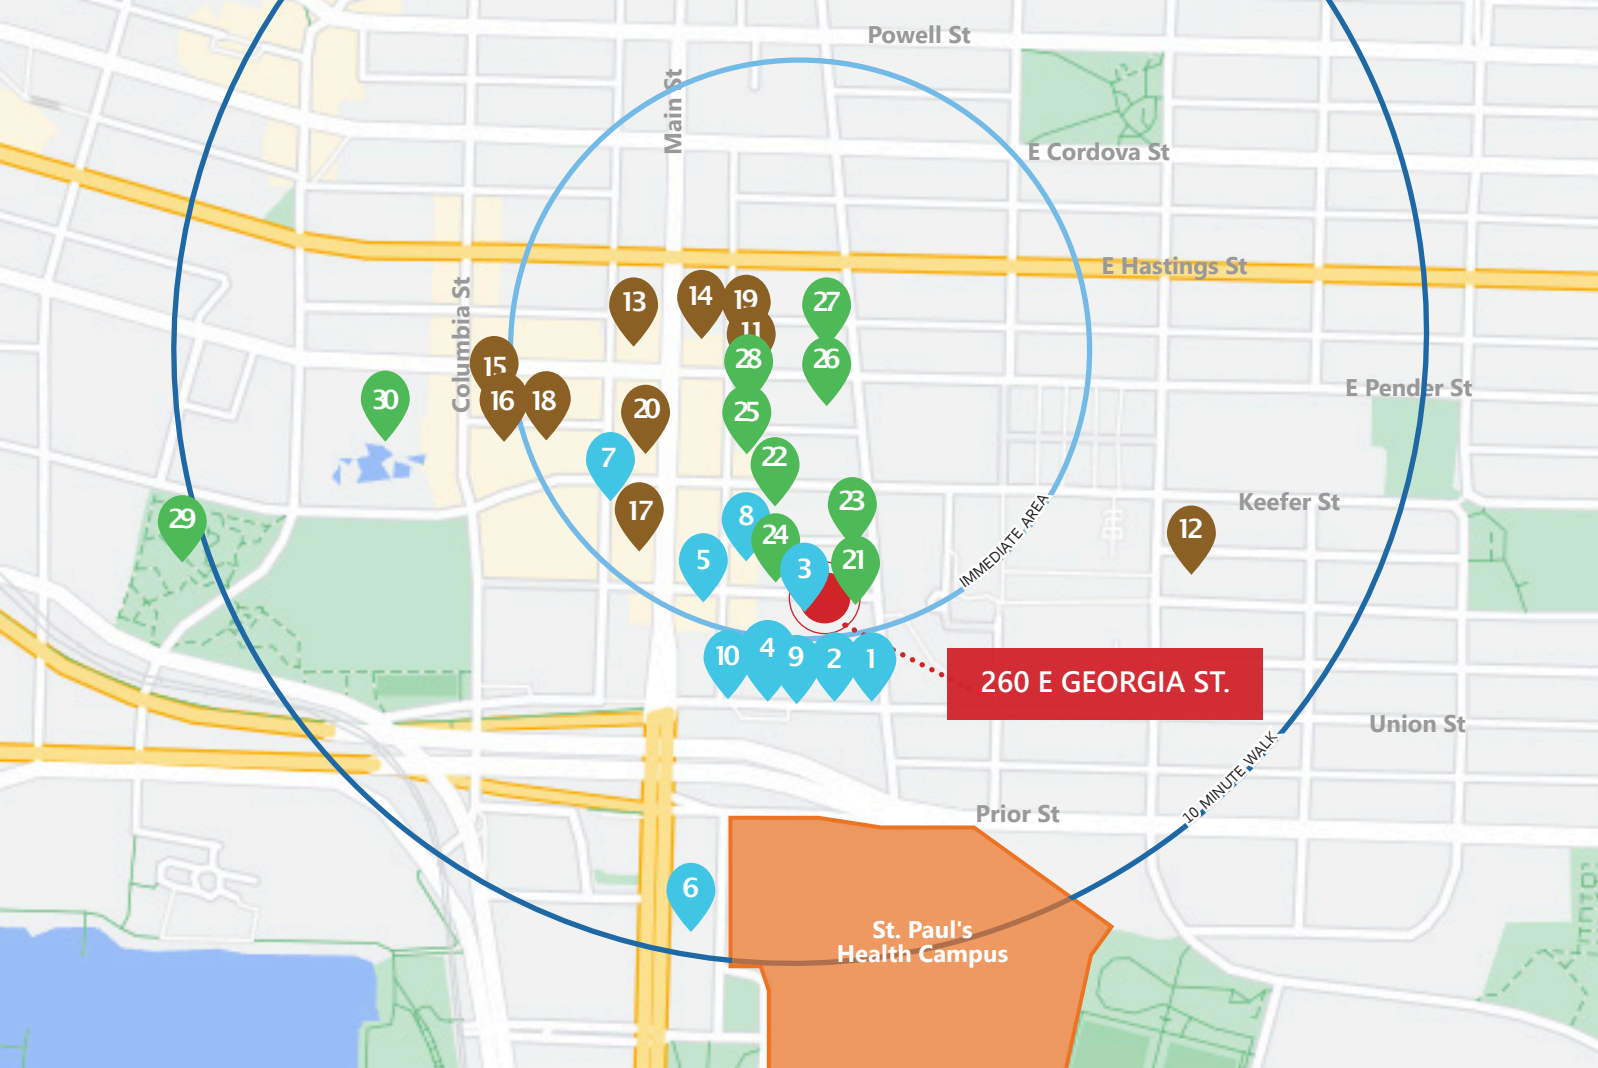 Powell St
Main St
E Cordova St
E Hastings St
Columbia St
13
14
19
27
11
15
28
26
E Pender St
30
16
18
20
25
7
22
Keefer St
29
17
8
23
12
24
5
3
21
IMMEDIATE AREA
10
4
9
2
1
260 E GEORGIA ST.
Union St
10 MINUTE WALK
Prior St
6
St. Paul's
Health Campus